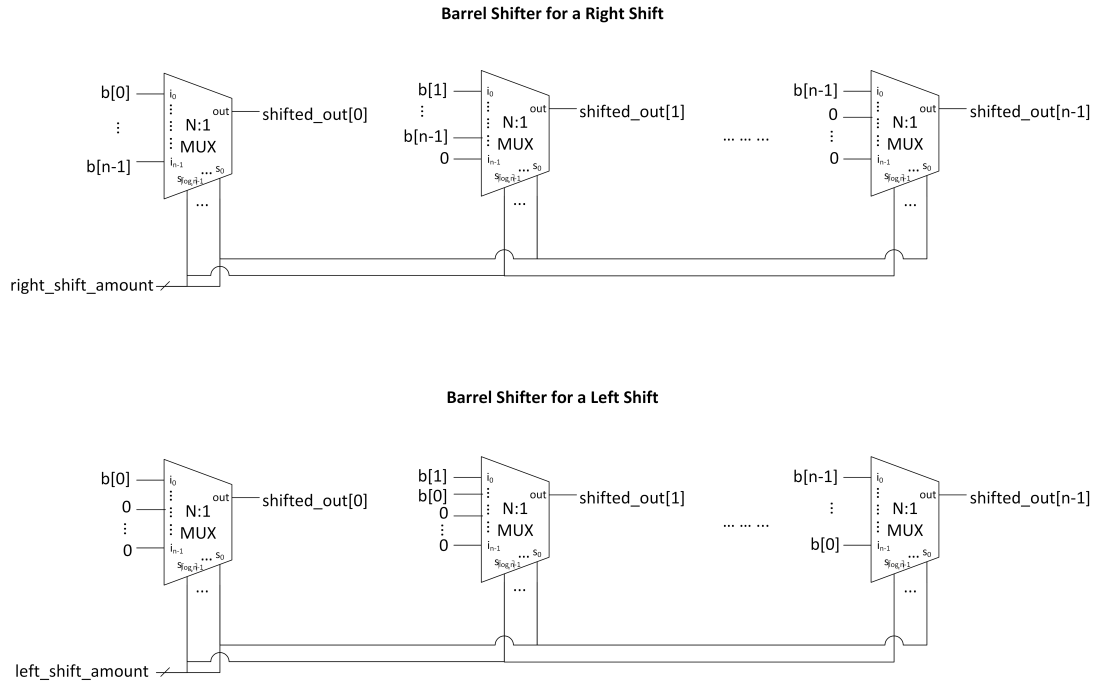 Barrel Shifter for a Right Shift
b[0]
⋮
b[n-1]
i0
N:1
MUX
in-1
out
... s0
...
shifted_out[0]
b[1]
⋮
b[n-1]
0
i0
N:1
MUX
in-1
out
... s0
...
shifted_out[1]
... ... ...
b[n-1]
0
⋮
0
i0
N:1
MUX
in-1
out
... s0
...
shifted_out[n-1]
right_shift_amount
Barrel Shifter for a Left Shift
b[0]
0
⋮
0
i0
N:1
MUX
in-1
out
... s0
...
shifted_out[0]
b[1]
b[0]
0
⋮
0
i0
N:1
MUX
in-1
out
... s0
...
shifted_out[1]
... ... ...
b[n-1]
⋮
b[0]
i0
N:1
MUX
in-1
out
... s0
...
shifted_out[n-1]
left_shift_amount